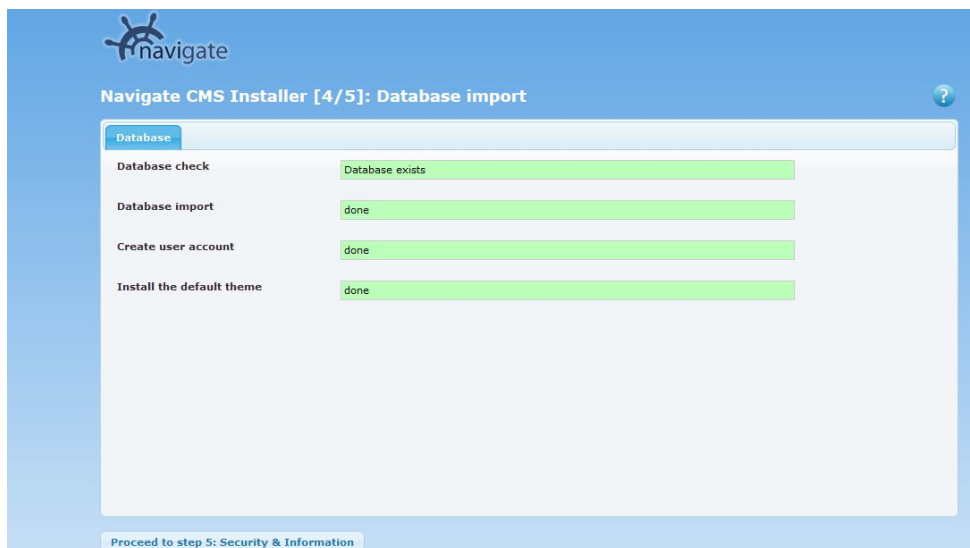 navigate
Navigate CMS Installer [4/5]: Database import
?
Database
Database check
Database exists
Database import
done
Create user account
done
Install the default theme
done
Proceed to step 5: Security & Information